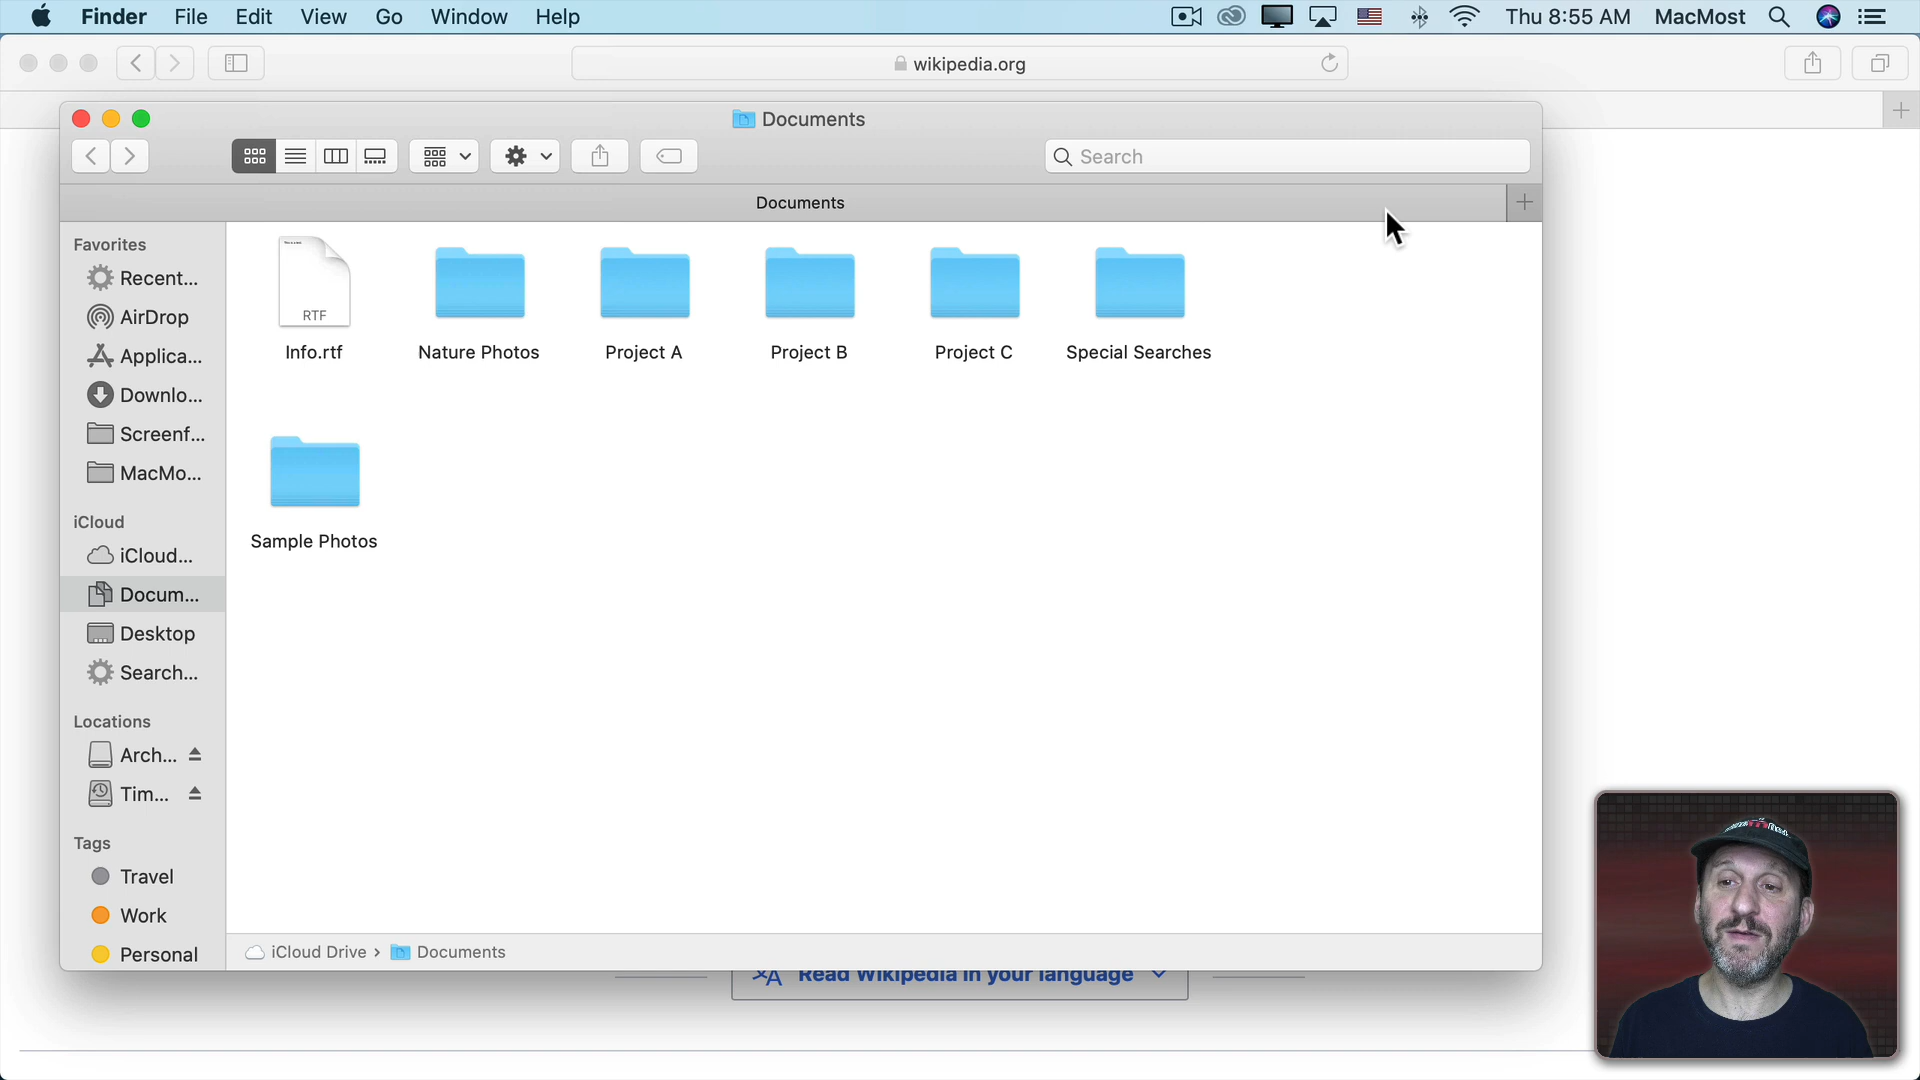 Finder File Edit View Go Window Help Thu 8:55 AM MacMost
wikipedia.org
Documents
Search
Documents
Favorites
Recent...
AirDrop
Applica...
Downlo...
Screenf...
MacMo...
iCloud
iCloud...
Docum...
Desktop
Search...
Locations
Arch...
Tim...
Tags
Travel
Work
Personal
RTF
Info.rtf
Nature Photos
Project A
Project B
Project C
Special Searches
Sample Photos
iCloud Drive › Documents
Read Wikipedia in your language